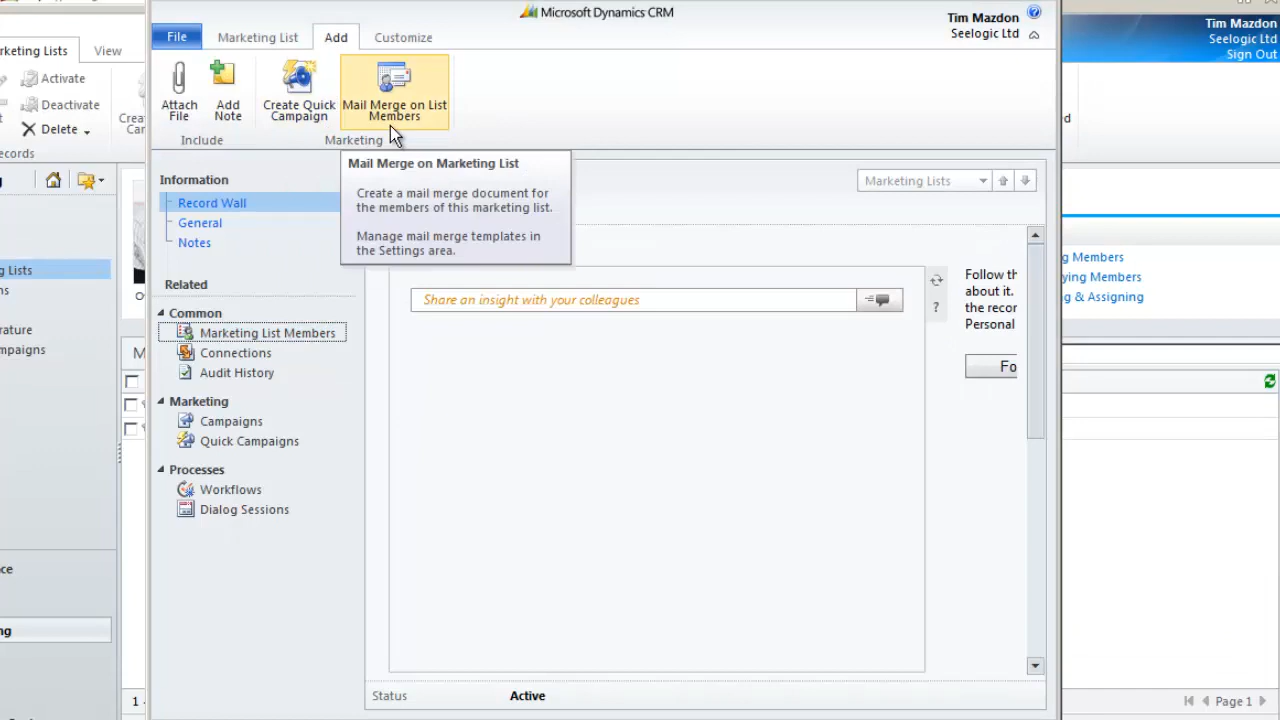 Microsoft Dynamics CRM
Tim Mazdon
Seelogic Ltd
File
Marketing List
Add
Customize
Attach File
Add Note
Create Quick Campaign
Mail Merge on List Members
Include
Marketing
Mail Merge on Marketing List
Create a mail merge document for
the members of this marketing list.
Manage mail merge templates in
the Settings area.
Information
Record Wall
General
Notes
Related
Common
Marketing List Members
Connections
Audit History
Marketing
Campaigns
Quick Campaigns
Processes
Workflows
Dialog Sessions
Marketing Lists
Share an insight with your colleagues
?
Follow th
about it.
the recor
Personal
Fo
Status
Active
rketing Lists
View
Activate
Deactivate
Delete
Crea
Car
ecords
g
g Lists
ns
rature
mpaigns
ce
ng
O
M
1
Tim Mazdon
Seelogic Ltd
Sign Out
d
g Members
ying Members
g & Assigning
Page 1